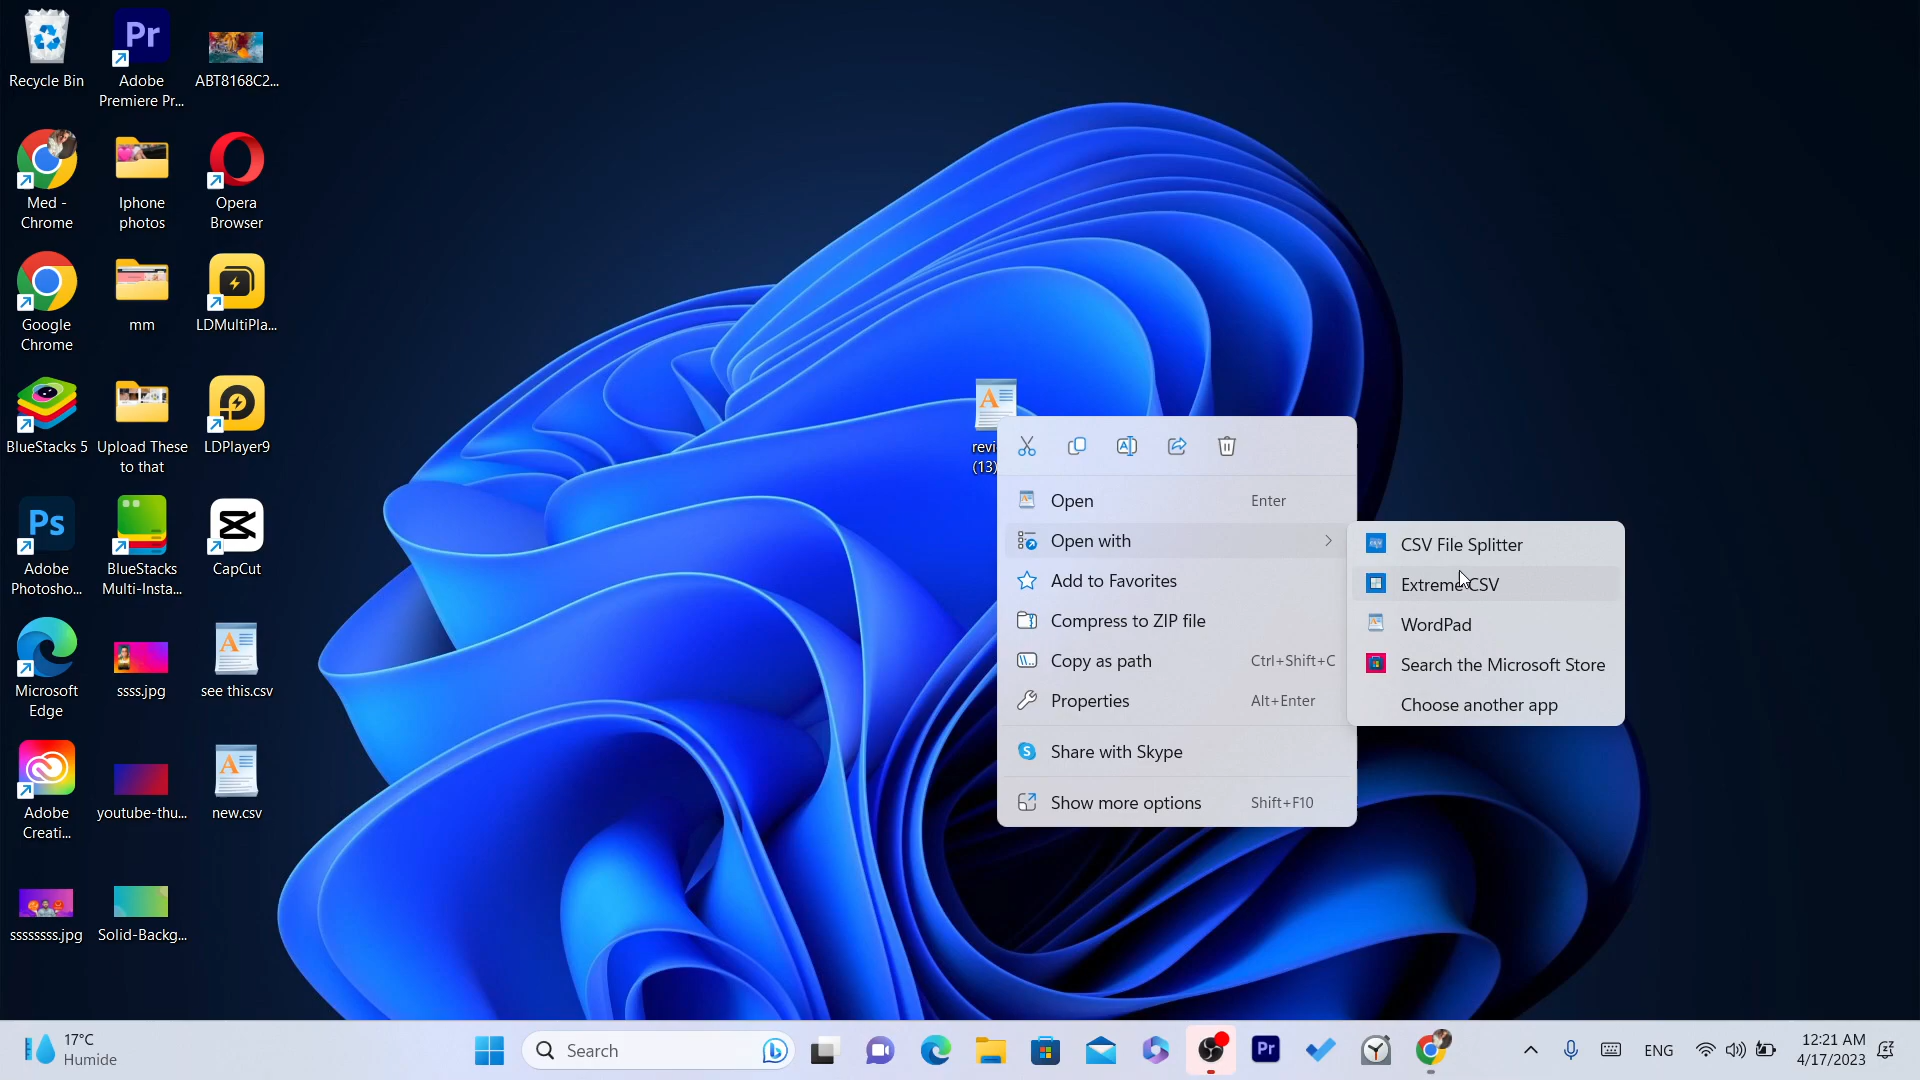 Recycle Bin
Adobe
Premiere Pr...
ABT8168C2...
Med -
Chrome
Iphone
photos
Opera
Browser
Google
Chrome
mm
LDMultiPla...
BlueStacks 5
Upload These
to that
LDPlayer9
Adobe
Photosho...
BlueStacks
Multi-Insta...
CapCut
Microsoft
Edge
ssss.jpg
see this.csv
Adobe
Creati...
youtube-thu...
new.csv
ssssssss.jpg
Solid-Backg...
Pr
Ps
revi
(13)
Open Enter
Open with
Add to Favorites
Compress to ZIP file
Copy as path Ctrl+Shift+C
Properties Alt+Enter
Share with Skype
Show more options Shift+F10
CSV File Splitter
Extreme CSV
WordPad
Search the Microsoft Store
Choose another app
17°C
Humide
Search
Pr
ENG
12:21 AM
4/17/2023